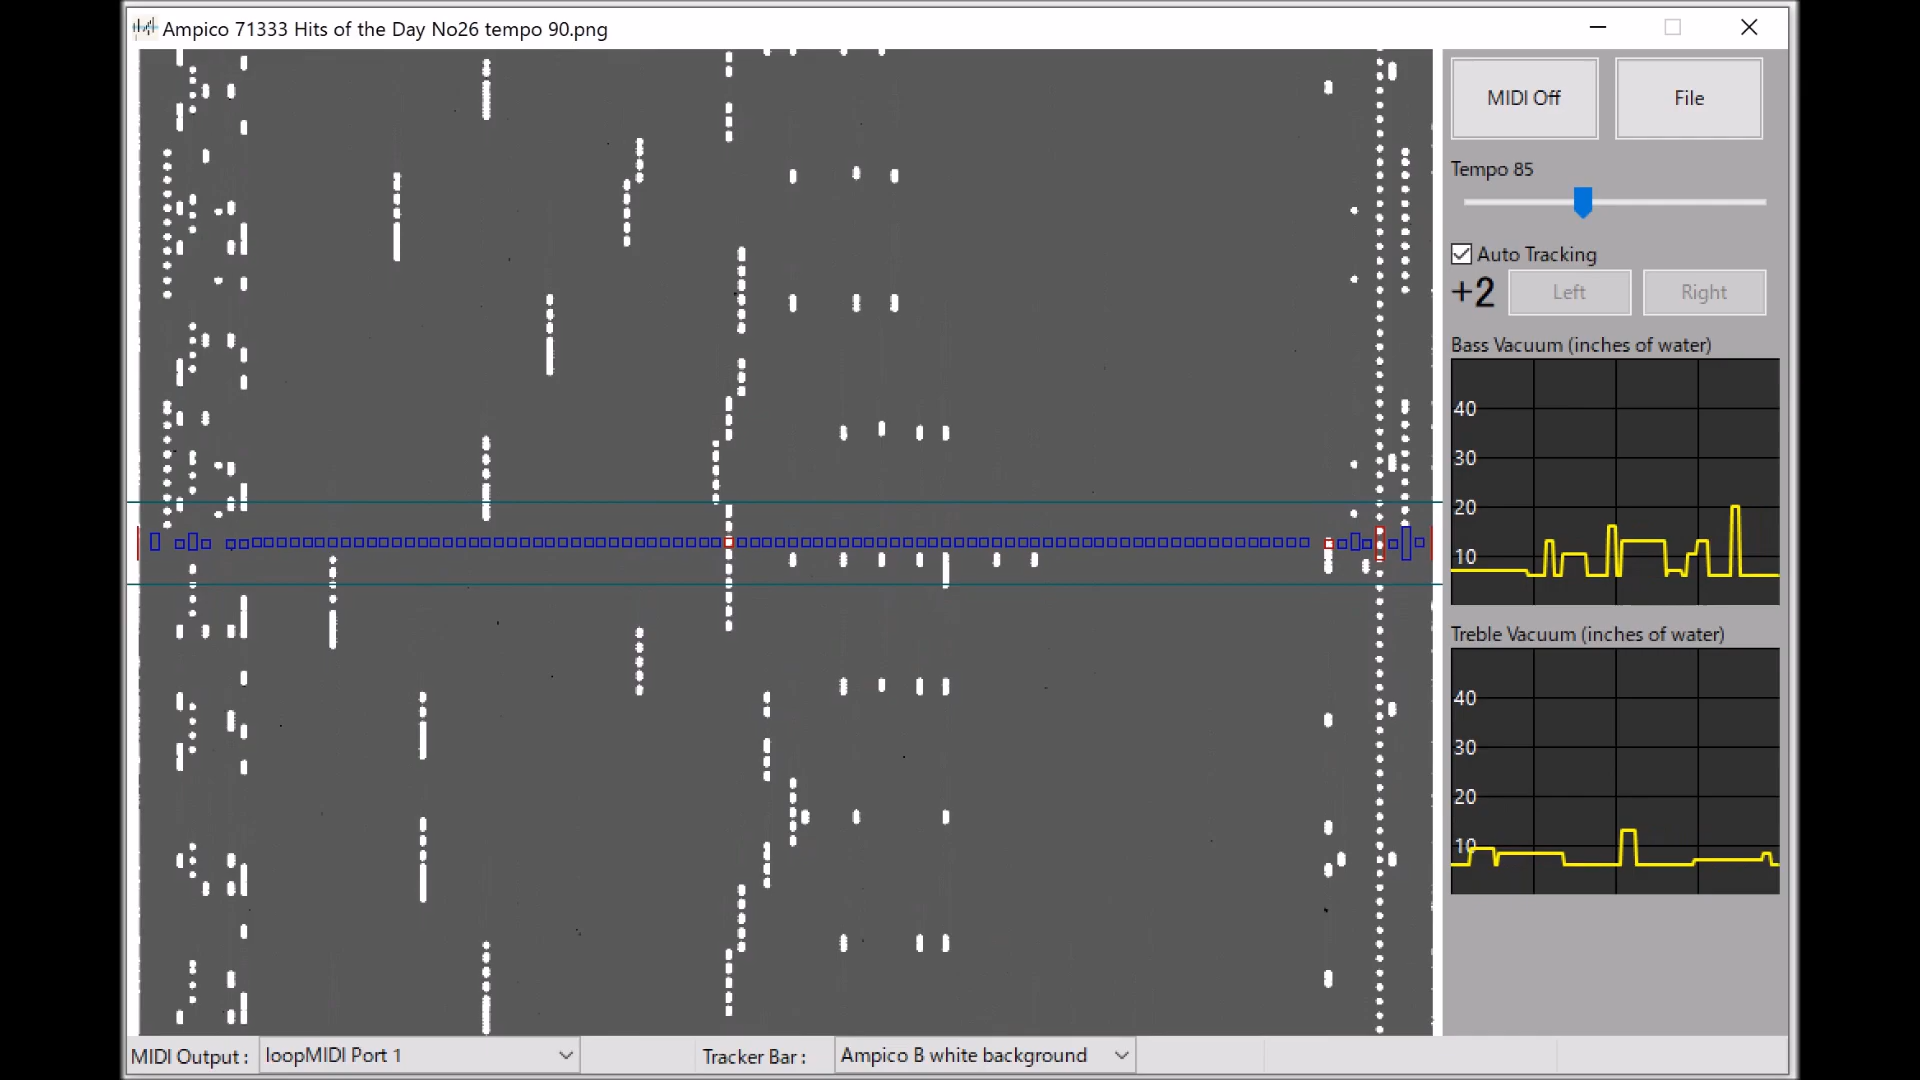 Ampico 71333 Hits of the Day No26 tempo 90.png
MIDI Off
File
Tempo 85
Auto Tracking
+2
Left
Right
Bass Vacuum (inches of water)
40
30
20
10
Treble Vacuum (inches of water)
40
30
20
10
MIDI Output :
loopMIDI Port 1
Tracker Bar :
Ampico B white background